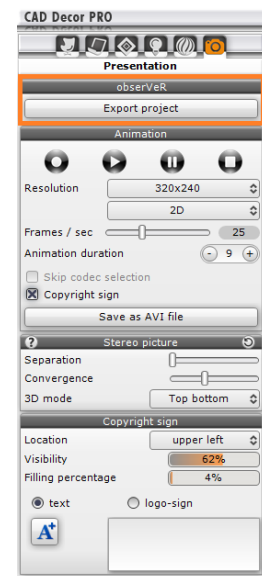 CAD Decor PRO
Presentation
obserVeR
Export project
Animation
Resolution 320x240
2D
Frames / sec 25
Animation duration - 9 +
Skip codec selection
Copyright sign
Save as AVI file
? Stereo picture
Separation
Convergence
3D mode Top bottom
Copyright sign
Location upper left
Visibility 62%
Filling percentage 4%
text logo-sign
A+